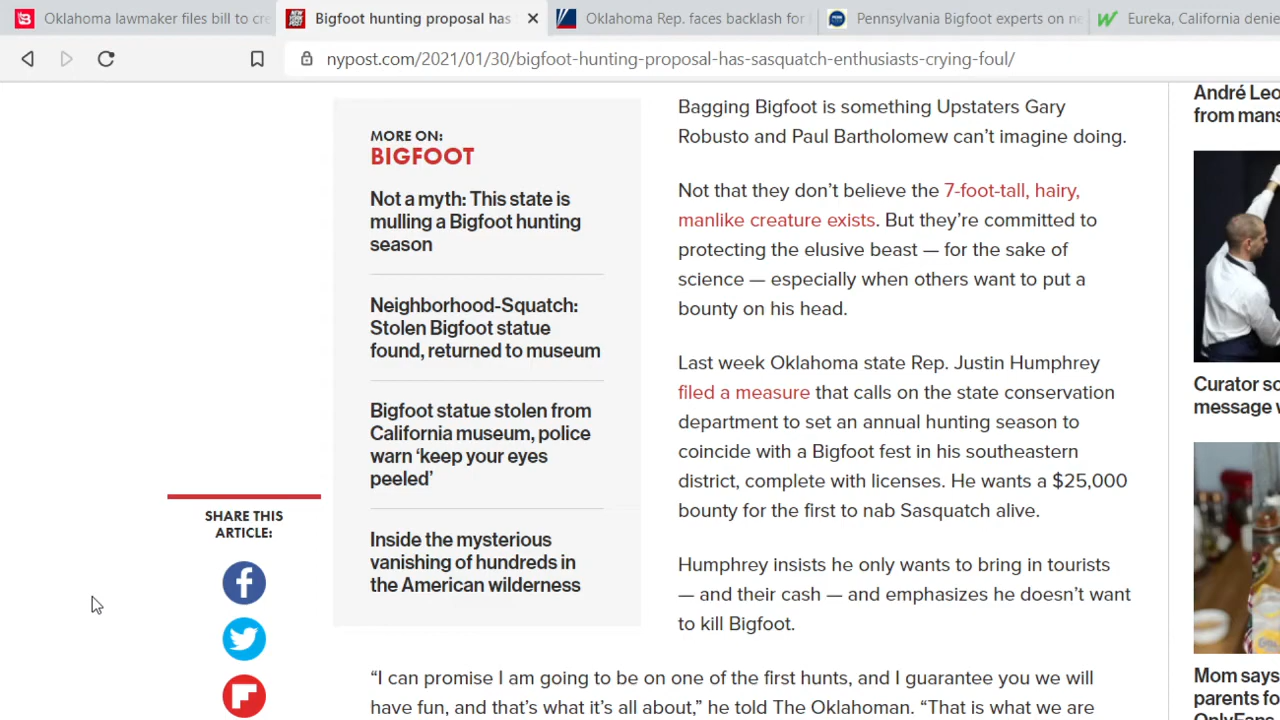 Oklahoma lawmaker files bill to cre
Bigfoot hunting proposal has
Oklahoma Rep. faces backlash for
Pennsylvania Bigfoot experts on ne
Eureka, California denie
nypost.com/2021/01/30/bigfoot-hunting-proposal-has-sasquatch-enthusiasts-crying-foul/
MORE ON:
BIGFOOT
Not a myth: This state is
mulling a Bigfoot hunting
season
Neighborhood-Squatch:
Stolen Bigfoot statue
found, returned to museum
Bigfoot statue stolen from
California museum, police
warn ‘keep your eyes
peeled’
Inside the mysterious
vanishing of hundreds in
the American wilderness
SHARE THIS
ARTICLE:
Bagging Bigfoot is something Upstaters Gary
Robusto and Paul Bartholomew can’t imagine doing.
Not that they don’t believe the 7-foot-tall, hairy,
manlike creature exists. But they’re committed to
protecting the elusive beast — for the sake of
science — especially when others want to put a
bounty on his head.
Last week Oklahoma state Rep. Justin Humphrey
filed a measure that calls on the state conservation
department to set an annual hunting season to
coincide with a Bigfoot fest in his southeastern
district, complete with licenses. He wants a $25,000
bounty for the first to nab Sasquatch alive.
Humphrey insists he only wants to bring in tourists
— and their cash — and emphasizes he doesn’t want
to kill Bigfoot.
“I can promise I am going to be on one of the first hunts, and I guarantee you we will
have fun, and that’s what it’s all about,” he told The Oklahoman. “That is what we are
André Leo
from mans
Curator sc
message w
Mom says
parents fo
OnlyFans